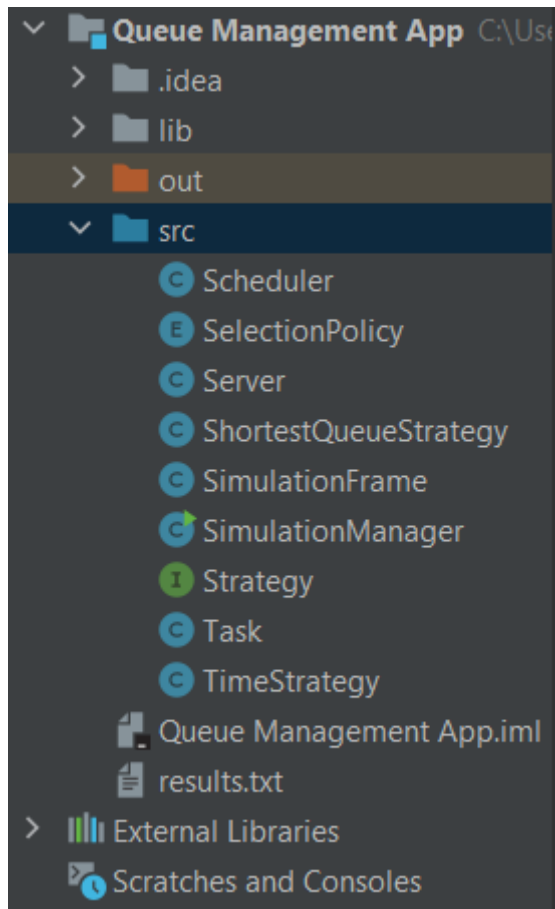 Queue Management App C:\Use
.idea
lib
out
src
C Scheduler
E SelectionPolicy
C Server
C ShortestQueueStrategy
C SimulationFrame
C SimulationManager
I Strategy
C Task
C TimeStrategy
Queue Management App.iml
results.txt
External Libraries
Scratches and Consoles